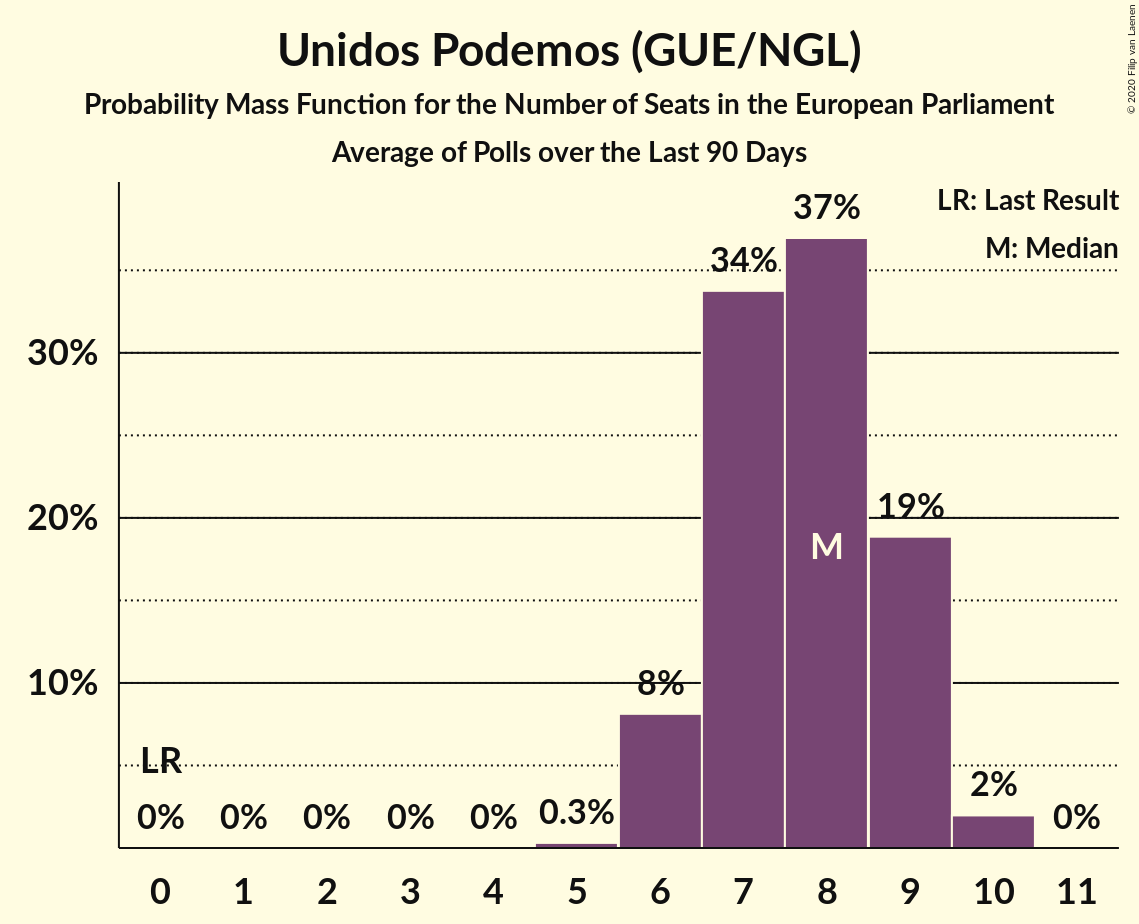 Unidos Podemos (GUE/NGL)
Probability Mass Function for the Number of Seats in the European Parliament
Average of Polls over the Last 90 Days
© 2020 Filip van Laenen
LR: Last Result
M: Median
37%
34%
30%
20%
19%
M
10%
8%
LR
0%
0%
0%
0%
0%
0.3%
2%
0%
0 1 2 3 4 5 6 7 8 9 10 11